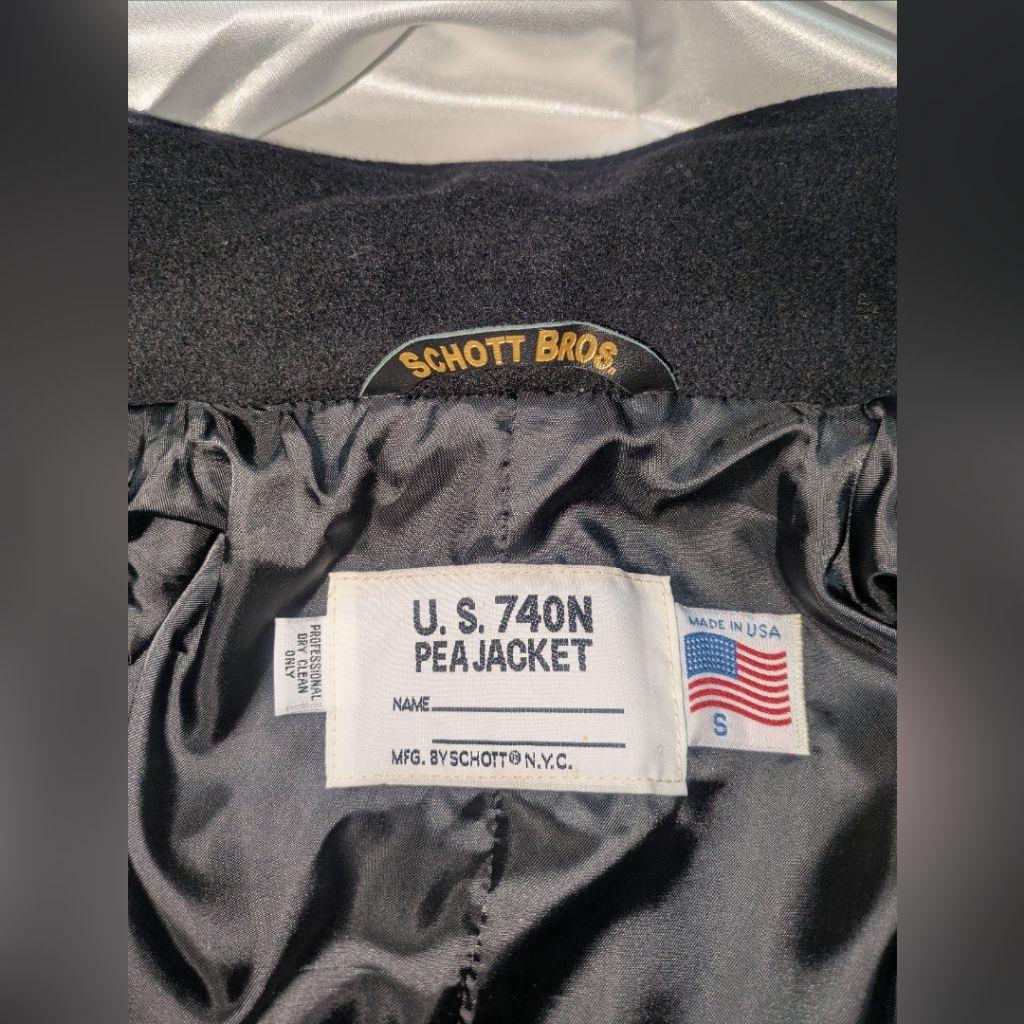 SCHOTT BROS.
U. S. 740N
PEA JACKET
NAME
MFG. BY SCHOTT® N.Y.C.
PROFESSIONAL
DRY CLEAN
ONLY
MADE IN USA
S